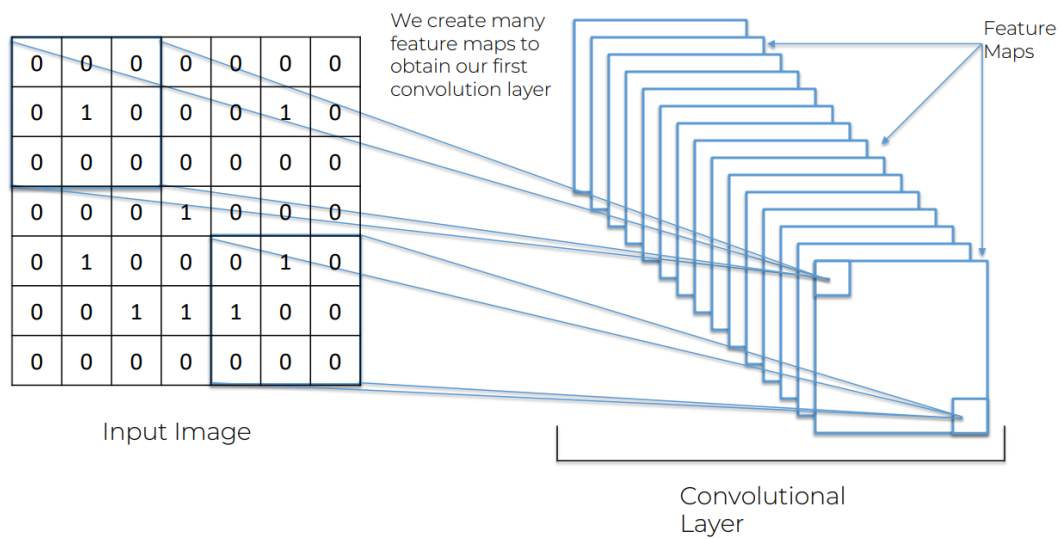 We create many
feature maps to
obtain our first
convolution layer
Feature
Maps
0 0 0 0 0 0 0
0 1 0 0 0 1 0
0 0 0 0 0 0 0
0 0 0 1 0 0 0
0 1 0 0 0 1 0
0 0 1 1 1 0 0
0 0 0 0 0 0 0
Input Image
Convolutional
Layer